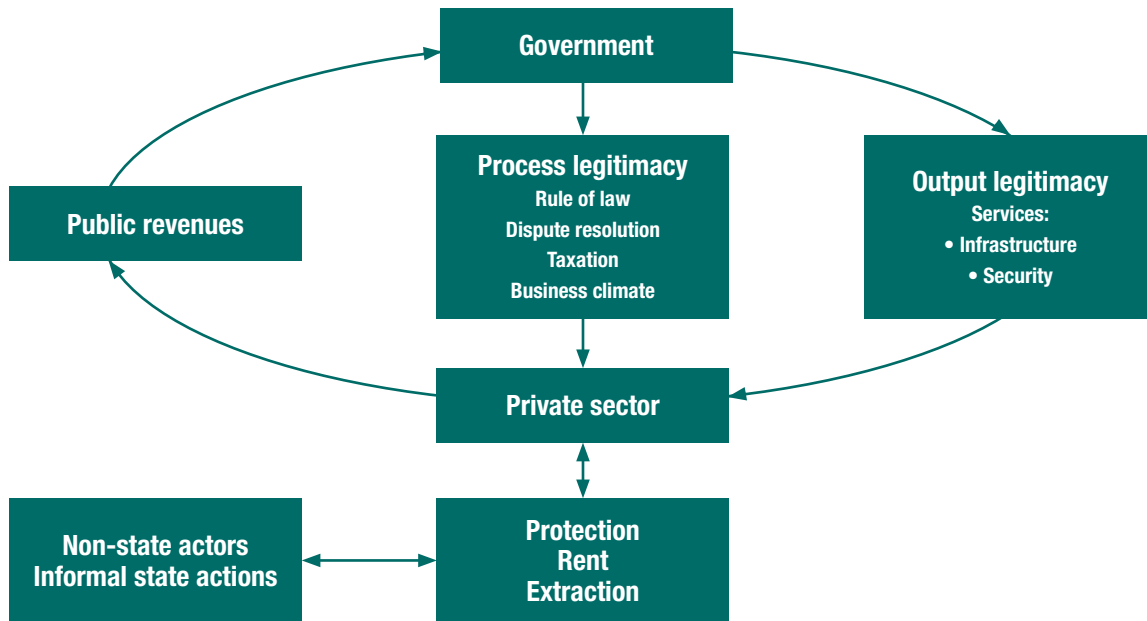 Government
Process legitimacy
Rule of law
Dispute resolution
Taxation
Business climate
Output legitimacy
Services:
• Infrastructure
• Security
Public revenues
Private sector
Non-state actors
Informal state actions
Protection
Rent
Extraction